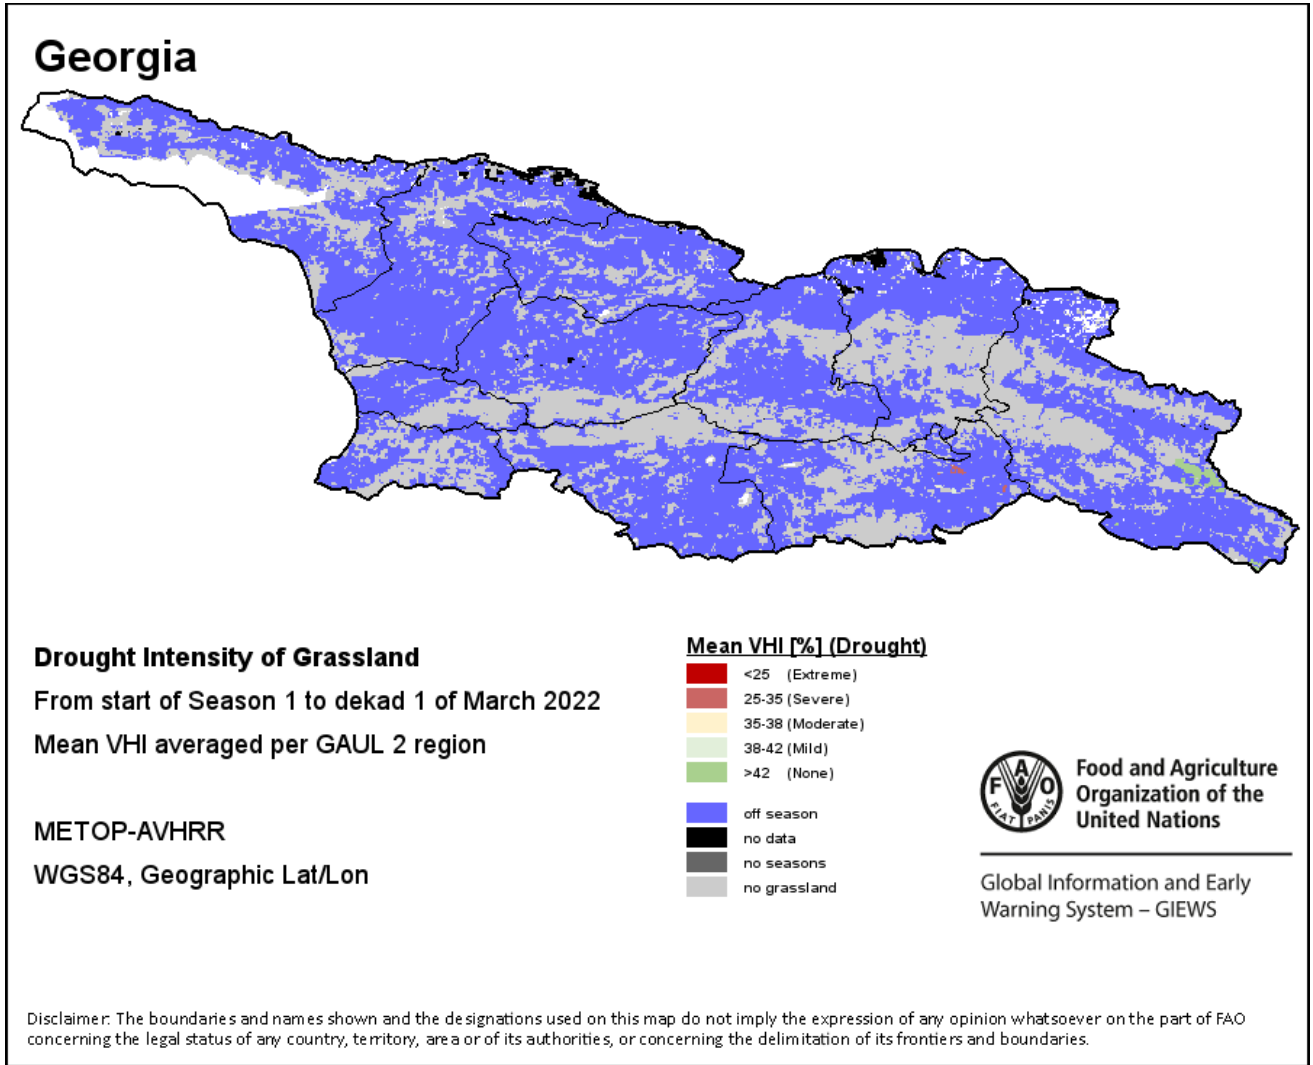 Georgia
Drought Intensity of Grassland
From start of Season 1 to dekad 1 of March 2022
Mean VHI averaged per GAUL 2 region
METOP-AVHRR
WGS84, Geographic Lat/Lon
Mean VHI [%] (Drought)
<25 (Extreme)
25-35 (Severe)
35-38 (Moderate)
38-42 (Mild)
>42 (None)
off season
no data
no seasons
no grassland
F A O
FIAT PANIS
Food and Agriculture
Organization of the
United Nations
Global Information and Early
Warning System – GIEWS
Disclaimer: The boundaries and names shown and the designations used on this map do not imply the expression of any opinion whatsoever on the part of FAO
concerning the legal status of any country, territory, area or of its authorities, or concerning the delimitation of its frontiers and boundaries.